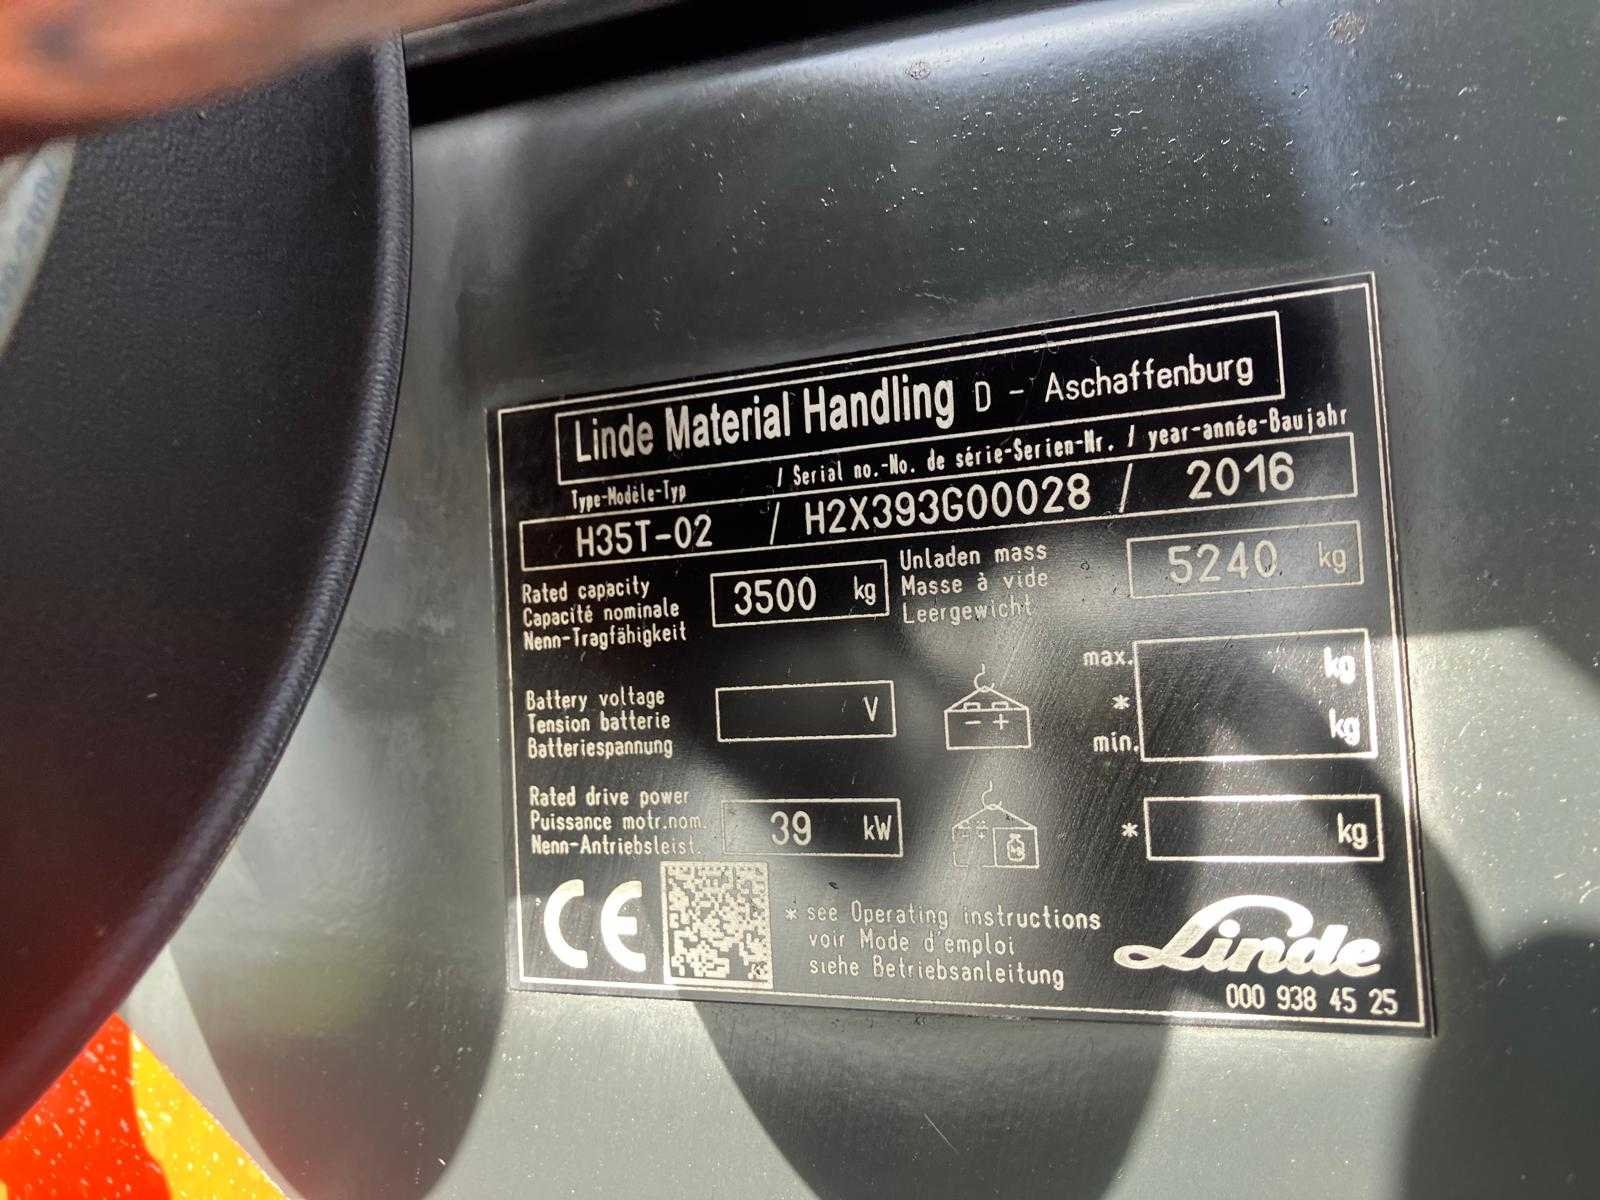 Linde Material Handling D - Aschaffenburg
Type-Modèle-Typ / Serial no.-No. de série-Serien-Nr. / year-année-Baujahr
H35T-02 / H2X393G00028 / 2016
Rated capacity
Capacité nominale
Nenn-Tragfähigkeit
3500 kg
Unladen mass
Masse à vide
Leergewicht
5240 kg
Battery voltage
Tension batterie
Batteriespannung
V
- +
max. kg
*
min. kg
Rated drive power
Puissance motr.nom.
Nenn-Antriebsleist.
39 kW
* kg
CE
* see Operating instructions
voir Mode d'emploi
siehe Betriebsanleitung
Linde
000 938 45 25